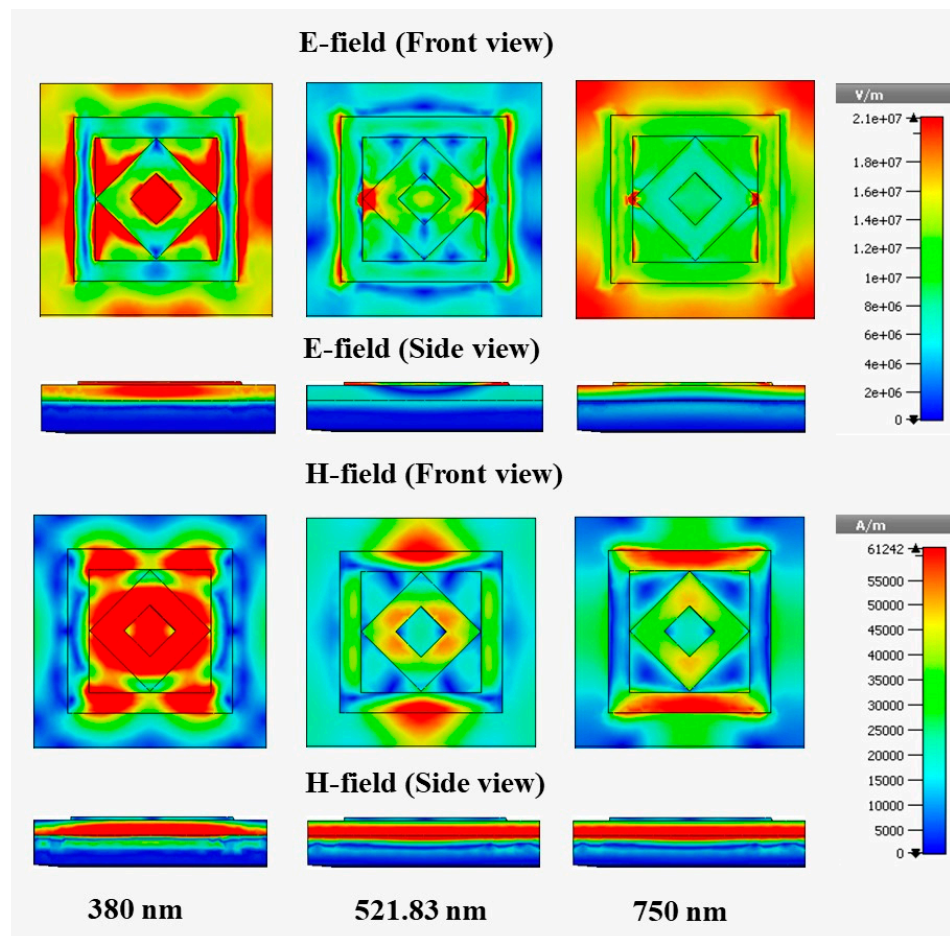 E-field (Front view)
V/m
2.1e+07
1.8e+07
1.6e+07
1.4e+07
1.2e+07
1e+07
8e+06
6e+06
4e+06
2e+06
0
E-field (Side view)
H-field (Front view)
A/m
61242
55000
50000
45000
40000
35000
30000
25000
20000
15000
10000
5000
0
H-field (Side view)
380 nm
521.83 nm
750 nm